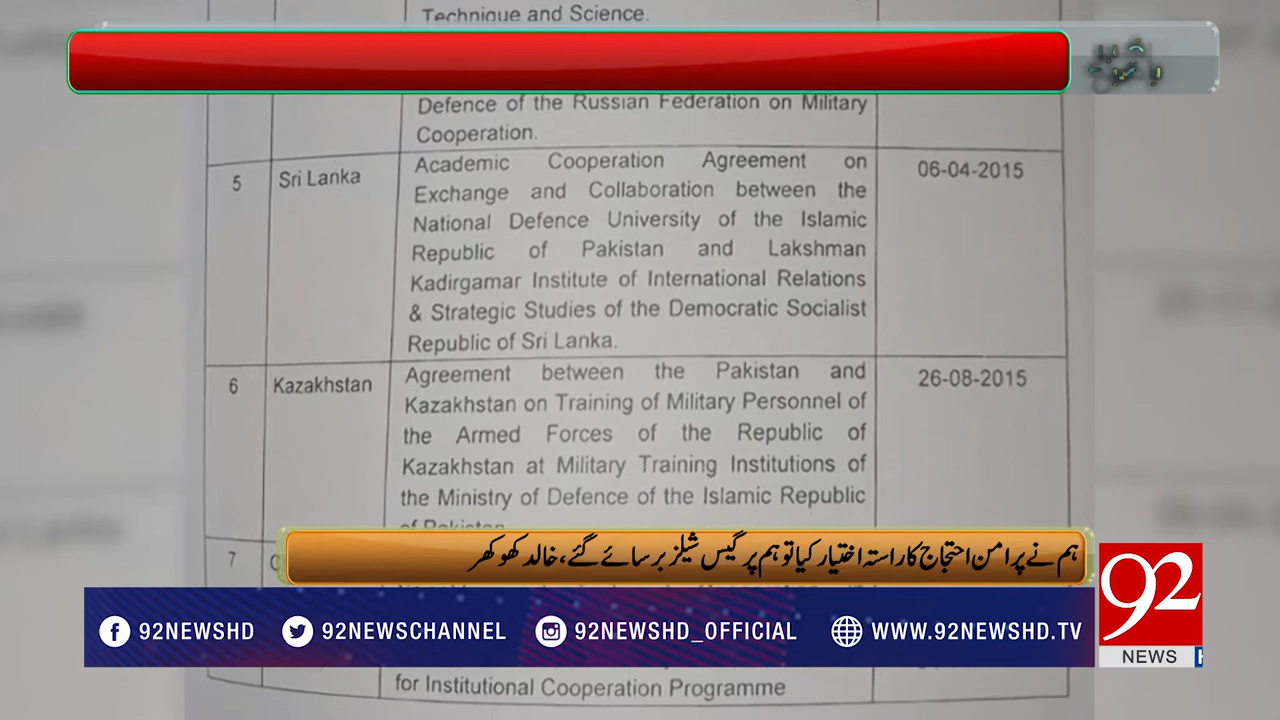 Technique and Science.
Defence of the Russian Federation on Military
Cooperation.
5
Sri Lanka
Academic Cooperation Agreement on
Exchange and Collaboration between the
National Defence University of the Islamic
Republic of Pakistan and Lakshman
Kadirgamar Institute of International Relations
& Strategic Studies of the Democratic Socialist
Republic of Sri Lanka.
06-04-2015
6
Kazakhstan
Agreement between the Pakistan and
Kazakhstan on Training of Military Personnel of
the Armed Forces of the Republic of
Kazakhstan at Military Training Institutions of
the Ministry of Defence of the Islamic Republic
of Pakistan
26-08-2015
7
ہم نے پرامن احتجاج کا راستہ اختیار کیا تو ہم پر گیس شیلز برسائے گئے، خالد کھوکھر
92NEWSHD
92NEWSCHANNEL
92NEWSHD_OFFICIAL
WWW.92NEWSHD.TV
92
NEWS
for Institutional Cooperation Programme